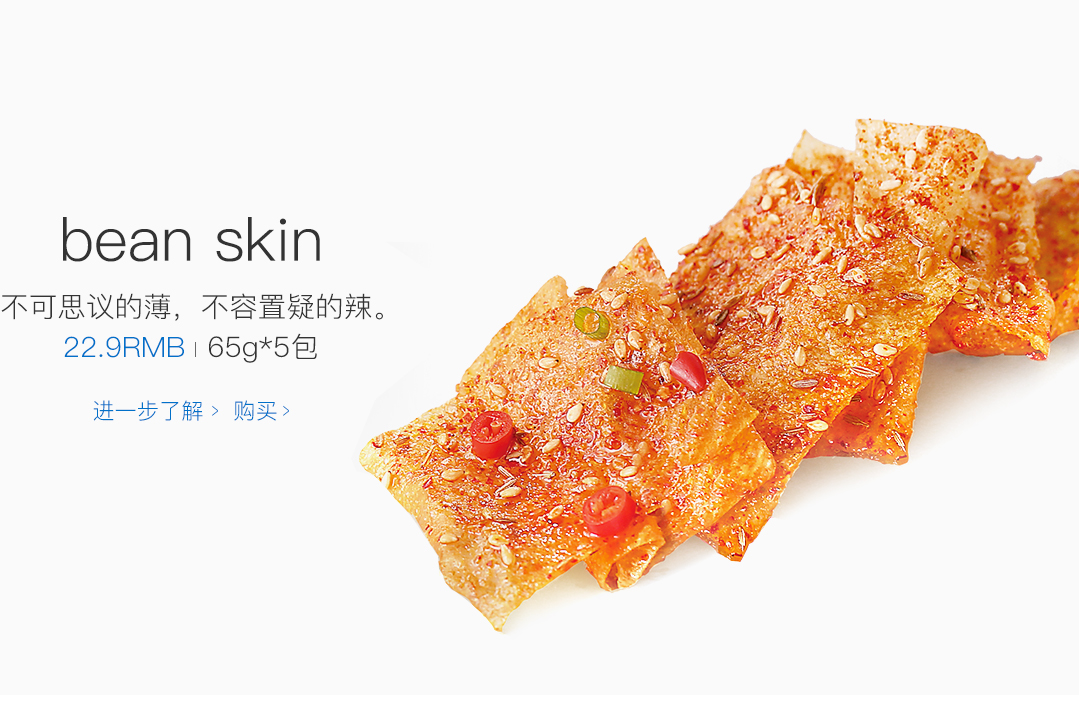 bean skin
不可思议的薄，不容置疑的辣。
22.9RMB | 65g*5包
进一步了解 > 购买 >